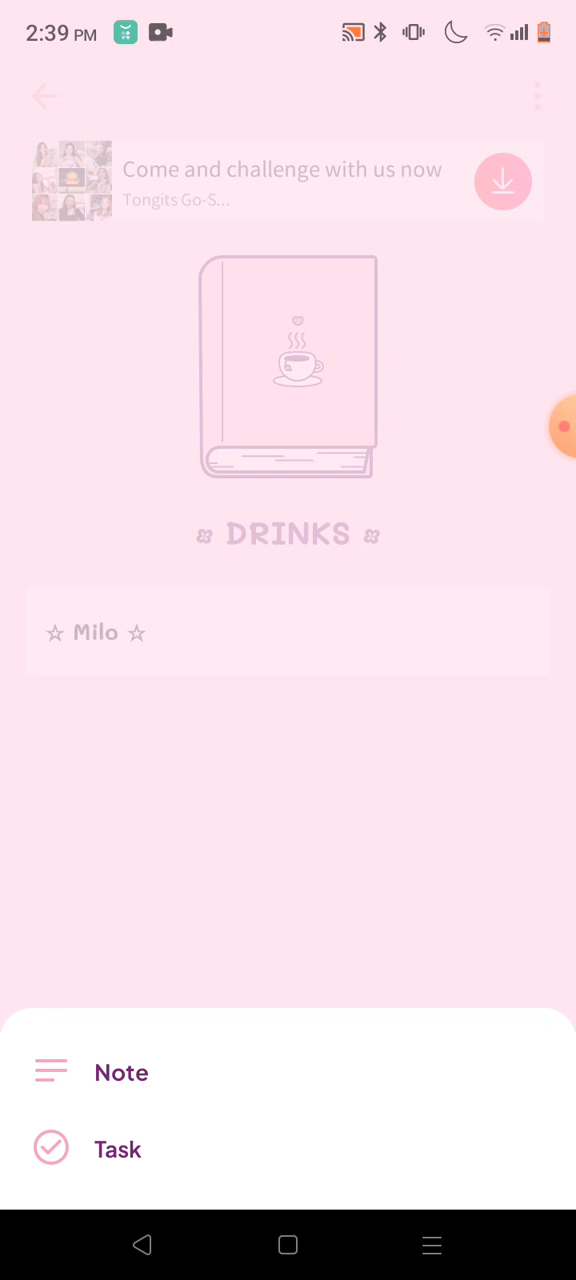 2:39 PM
Come and challenge with us now
Tongits Go-S...
DRINKS
☆ Milo ☆
Note
Task